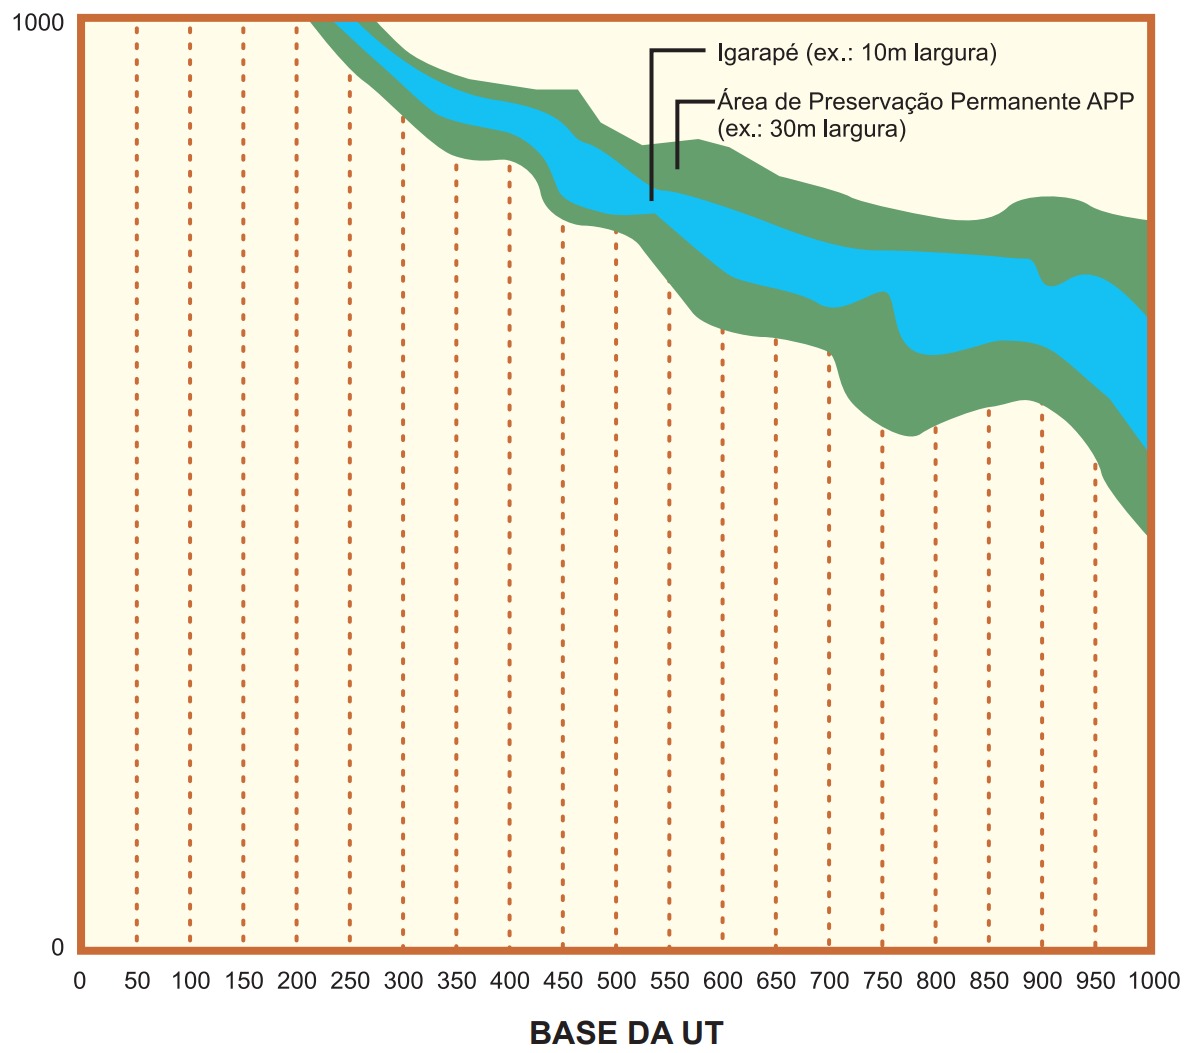 1000
Igarapé (ex.: 10m largura)
Área de Preservação Permanente APP
(ex.: 30m largura)
0
0 50 100 150 200 250 300 350 400 450 500 550 600 650 700 750 800 850 900 950 1000
BASE DA UT